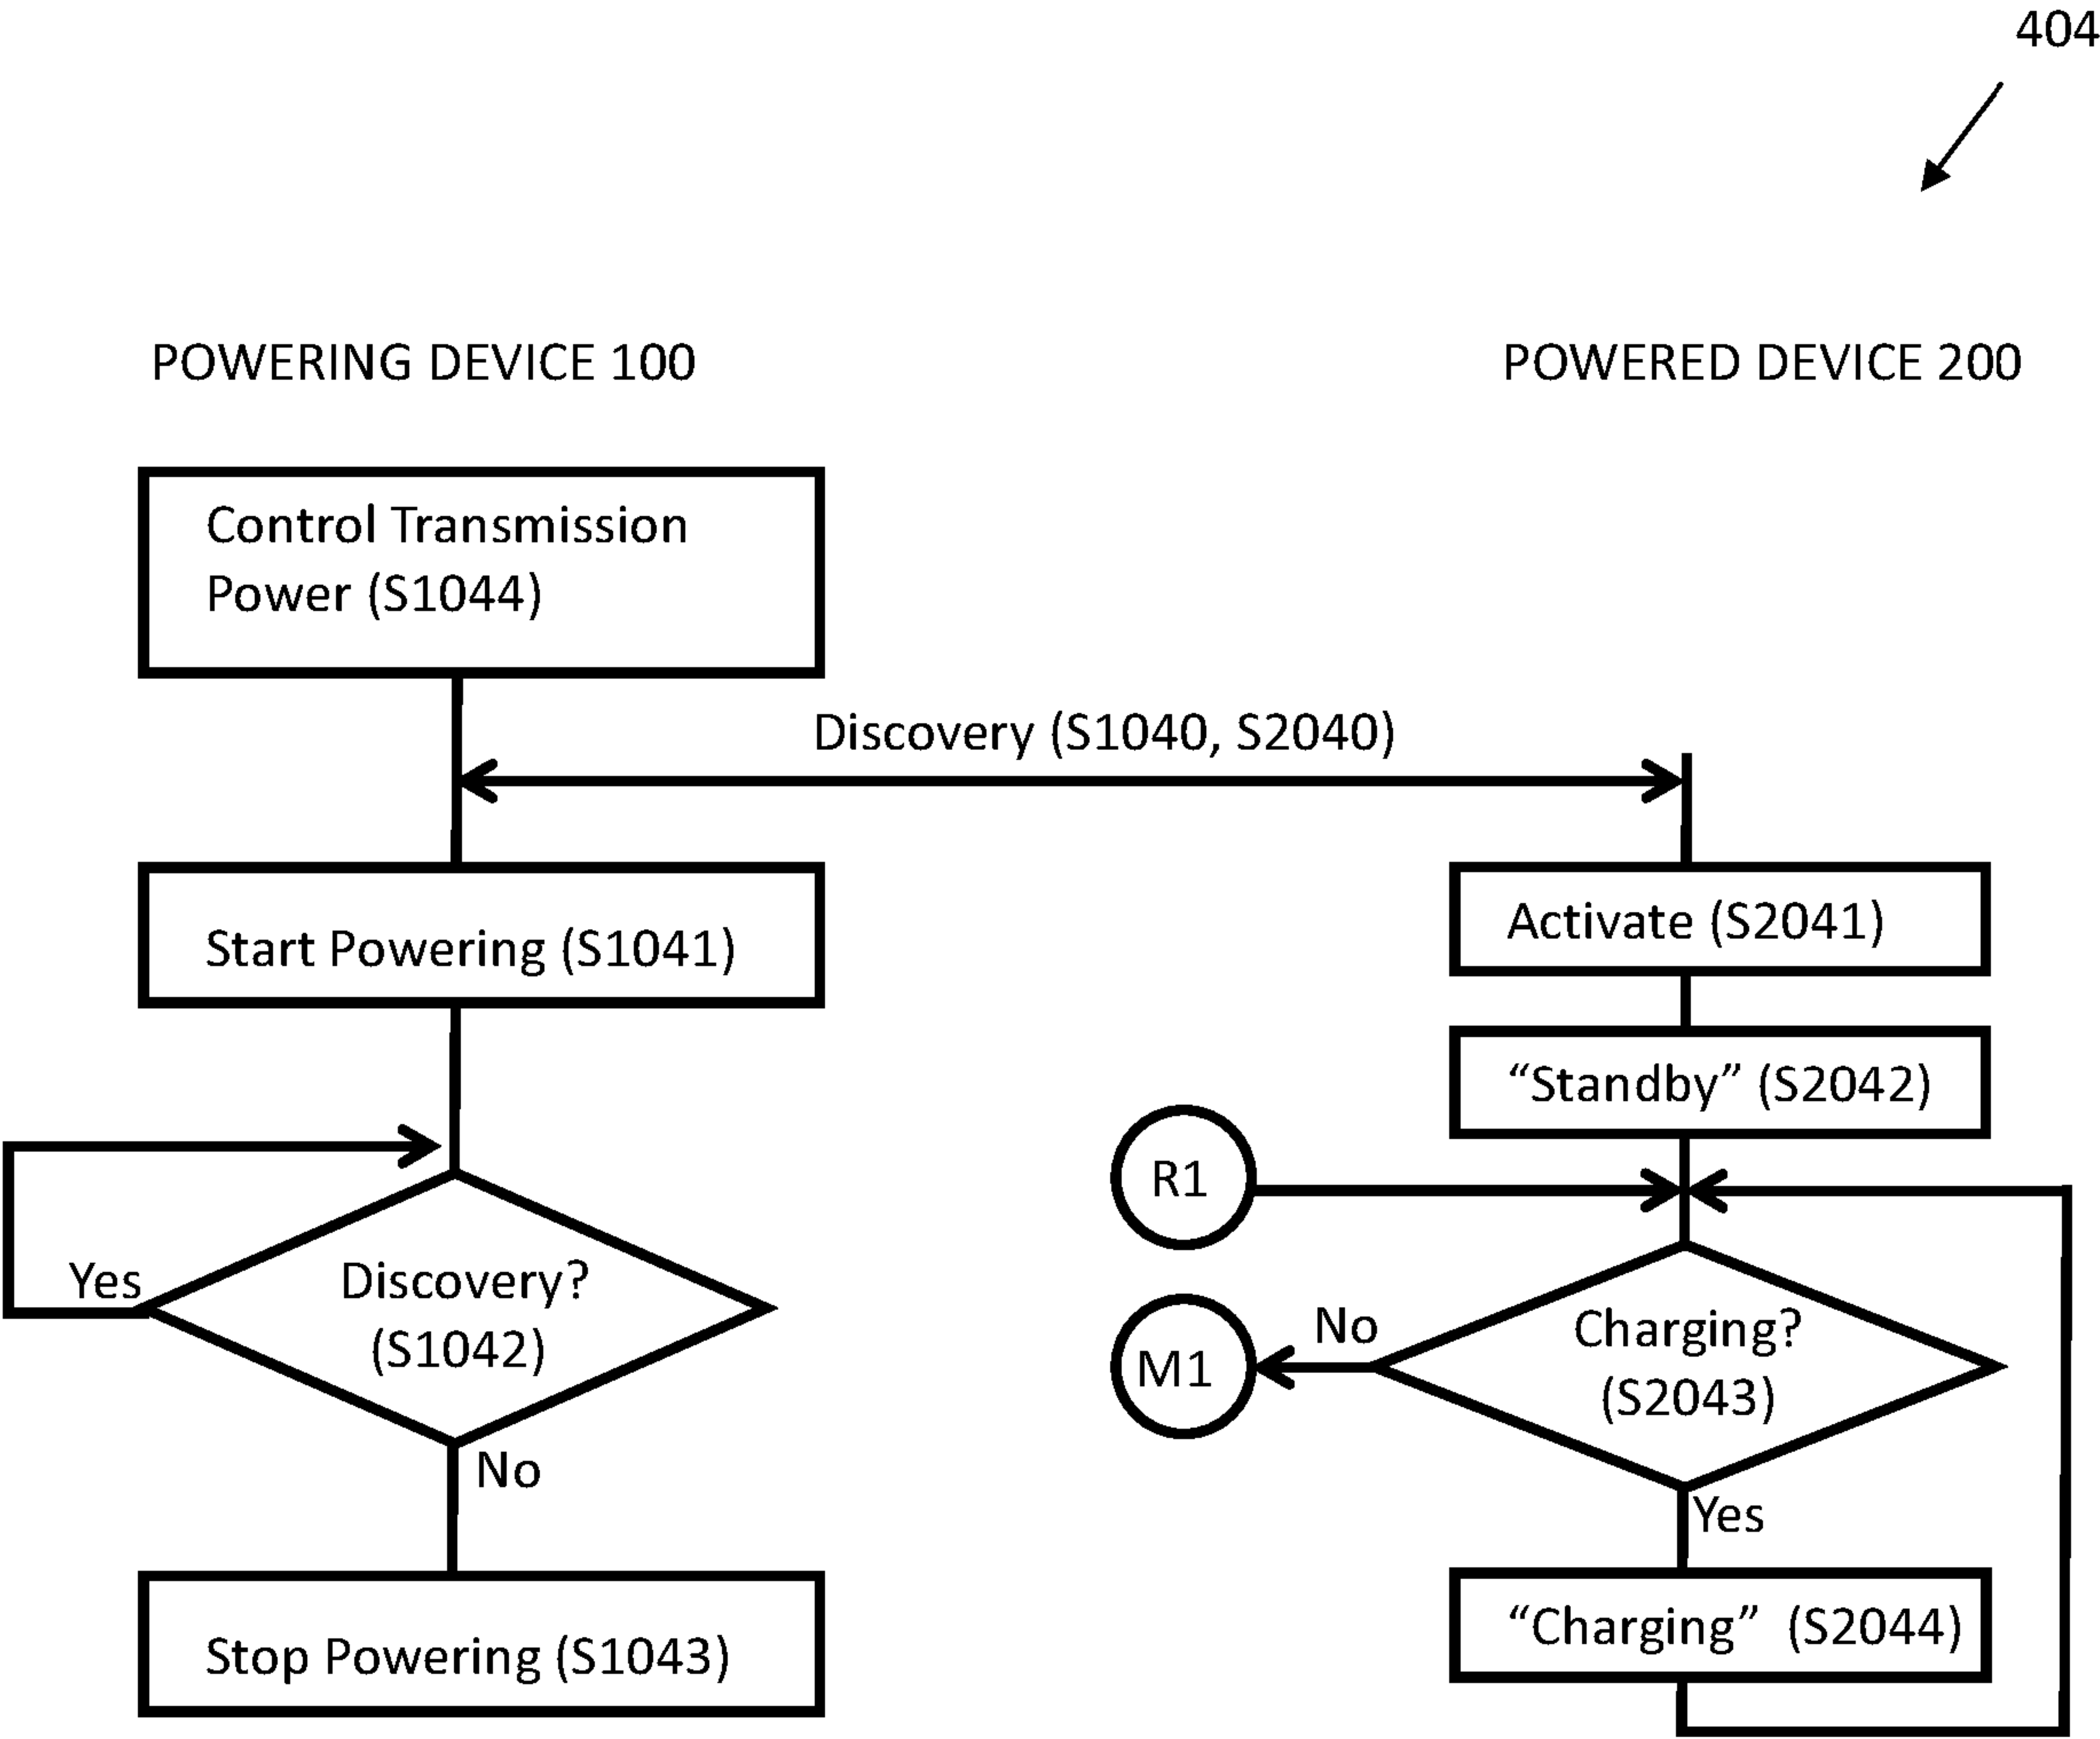 404
POWERING DEVICE 100
POWERED DEVICE 200
Control Transmission
Power (S1044)
Discovery (S1040, S2040)
Start Powering (S1041)
Activate (S2041)
“Standby” (S2042)
R1
Yes
Discovery?
(S1042)
No
M1
No
Charging?
(S2043)
Yes
Stop Powering (S1043)
“Charging” (S2044)